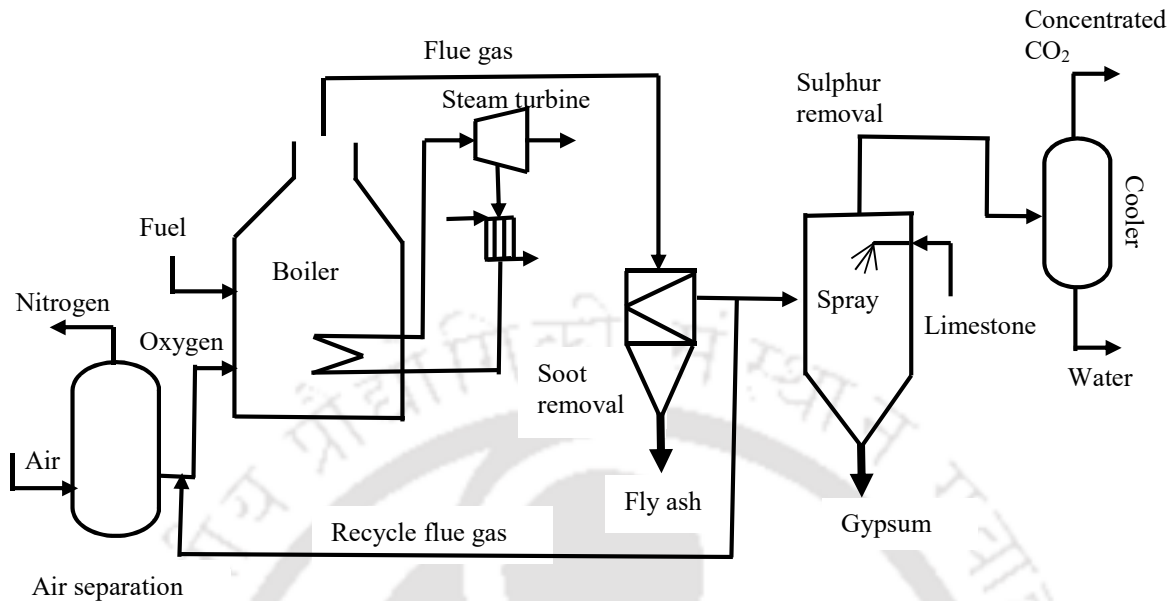 Concentrated
CO₂
Flue gas
Steam turbine
Sulphur
removal
Cooler
Fuel
Boiler
Nitrogen
Oxygen
Spray
Limestone
Soot
removal
Water
Air
Fly ash
Gypsum
Recycle flue gas
Air separation